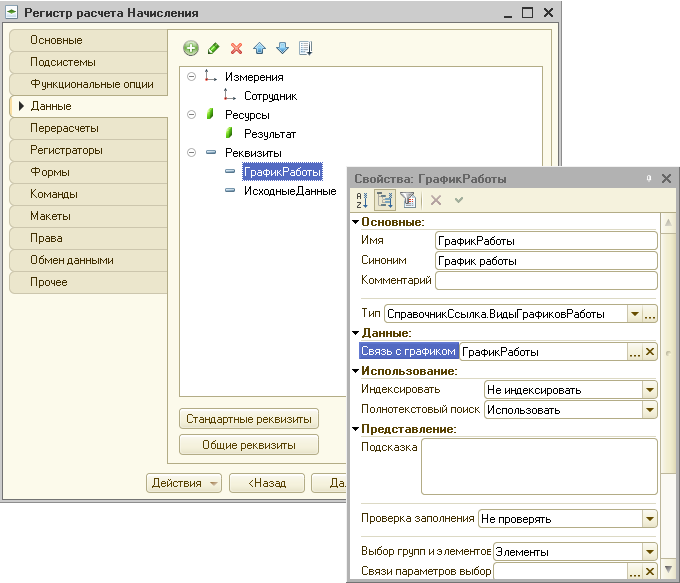 Регистр расчета Начисления
Основные
Подсистемы
Функциональные опции
Данные
Перерасчеты
Регистраторы
Формы
Команды
Макеты
Права
Обмен данными
Прочее
Измерения
Сотрудник
Ресурсы
Результат
Реквизиты
ГрафикРаботы
ИсходныеДанные
Стандартные реквизиты
Общие реквизиты
Действия
<Назад
Да
Свойства: ГрафикРаботы
Основные:
Имя ГрафикРаботы
Синоним График работы
Комментарий
Тип СправочникСсылка.ВидыГрафиковРаботы ...
Данные:
Связь с графиком ГрафикРаботы ...
Использование:
Индексировать Не индексировать
Полнотекстовый поиск Использовать
Представление:
Подсказка
Проверка заполнения Не проверять
Выбор групп и элементов Элементы
Связи параметров выбор ...